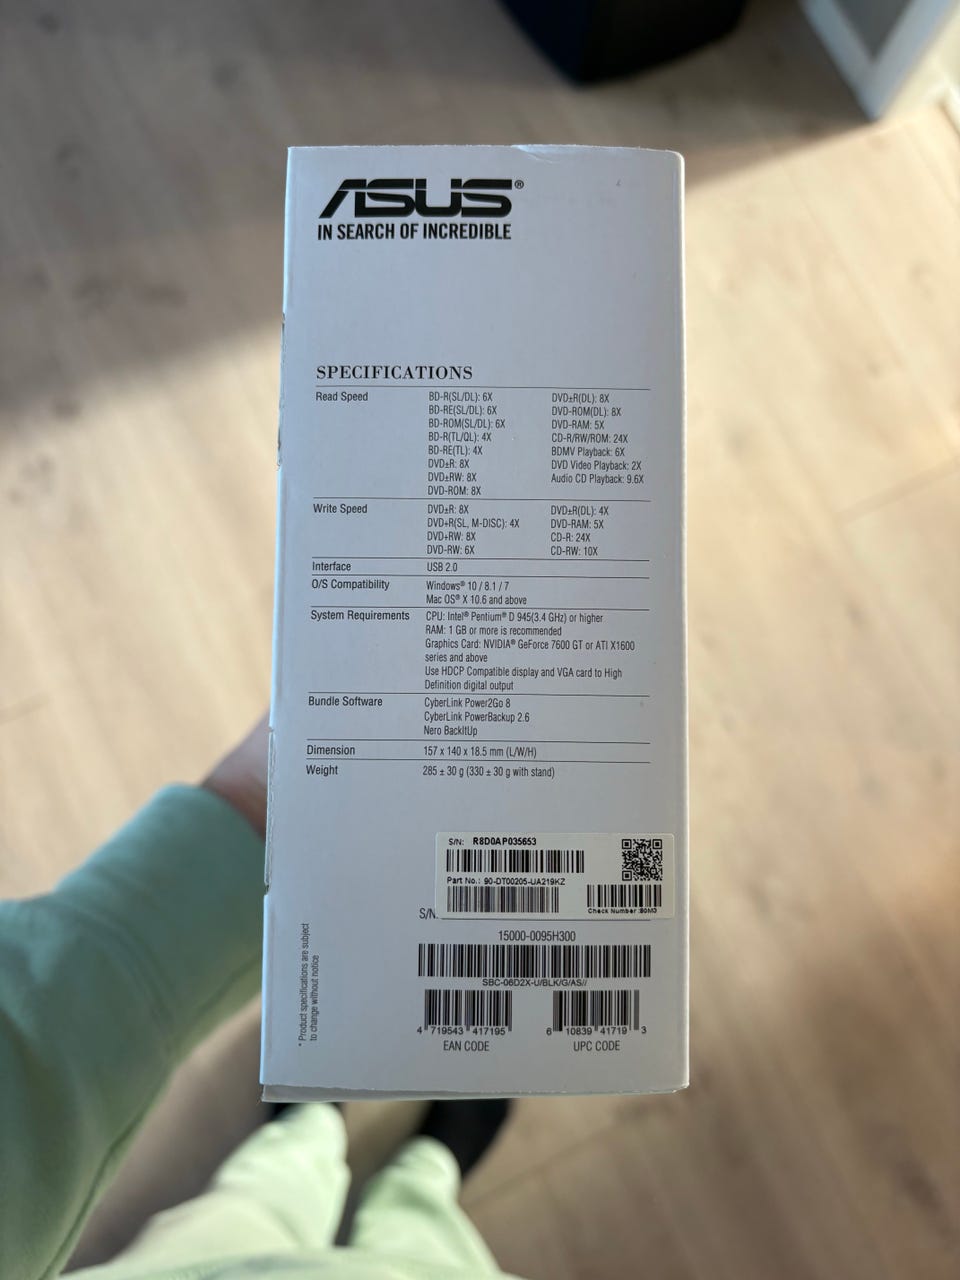 ASUS®
IN SEARCH OF INCREDIBLE
SPECIFICATIONS
Read Speed
BD-R(SL/DL): 6X
BD-RE(SL/DL): 6X
BD-ROM(SL/DL): 6X
BD-R(TL/QL): 4X
BD-RE(TL): 4X
DVD±R: 8X
DVD±RW: 8X
DVD-ROM: 8X
DVD±R(DL): 8X
DVD-ROM(DL): 8X
DVD-RAM: 5X
CD-R/RW/ROM: 24X
BDMV Playback: 6X
DVD Video Playback: 2X
Audio CD Playback: 9.6X
Write Speed
DVD±R: 8X
DVD+R(SL, M-DISC): 4X
DVD+RW: 8X
DVD-RW: 6X
DVD±R(DL): 4X
DVD-RAM: 5X
CD-R: 24X
CD-RW: 10X
Interface
USB 2.0
O/S Compatibility
Windows® 10 / 8.1 / 7
Mac OS® X 10.6 and above
System Requirements
CPU: Intel® Pentium® D 945(3.4 GHz) or higher
RAM: 1 GB or more is recommended
Graphics Card: NVIDIA® GeForce 7600 GT or ATI X1600
series and above
Use HDCP Compatible display and VGA card to High
Definition digital output
Bundle Software
CyberLink Power2Go 8
CyberLink PowerBackup 2.6
Nero BackItUp
Dimension
157 x 140 x 18.5 mm (L/W/H)
Weight
285 ± 30 g (330 ± 30 g with stand)
S/N: R8D0AP035653
Part No.: 90-DT00205-UA219KZ
Check Number :80M3
S/N.
15000-0095H300
SBC-06D2X-U/BLK/G/AS//
4 719543 417195
EAN CODE
6 10839 41719 3
UPC CODE
* Product specifications are subject
to change without notice